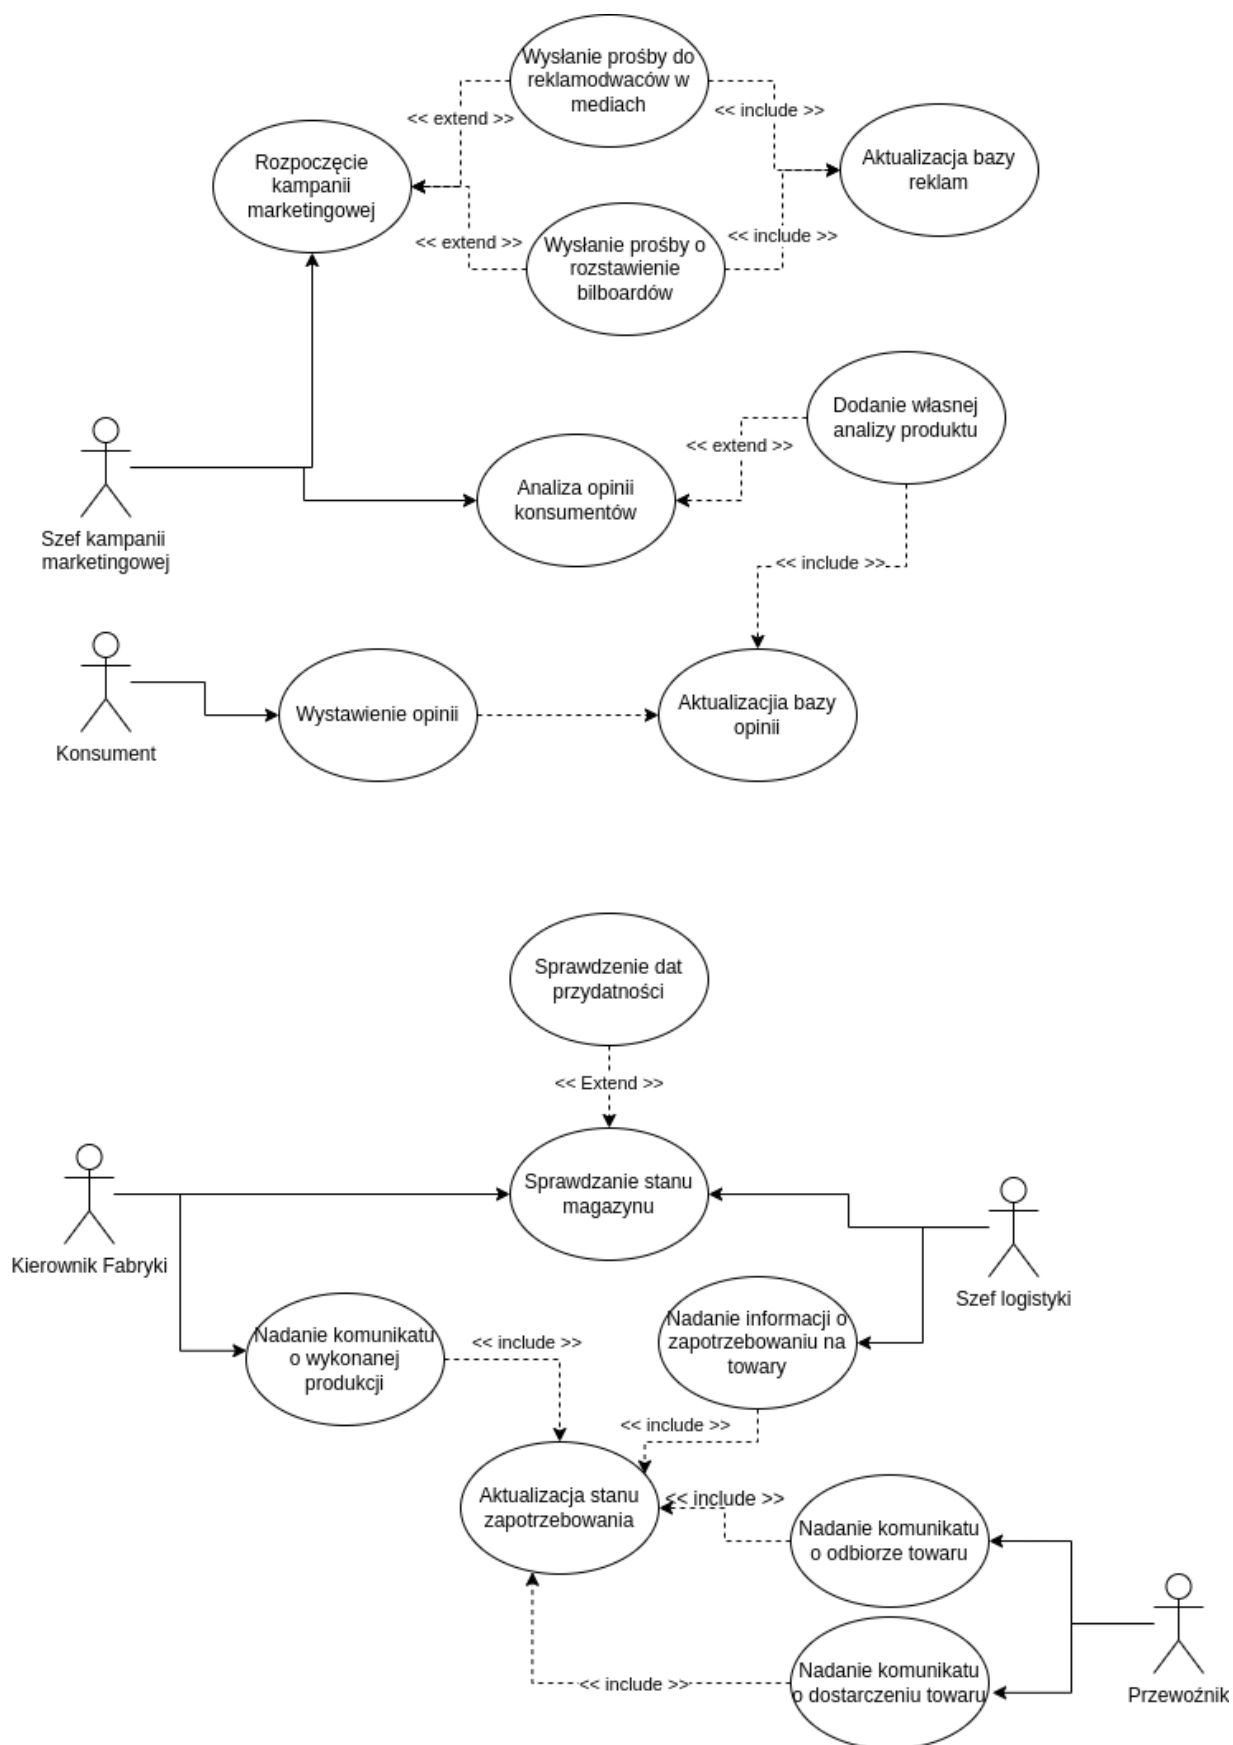 Wysłanie prośby do
reklamodwaców w
mediach
<< extend >>
<< include >>
Rozpoczęcie
kampanii
marketingowej
Aktualizacja bazy
reklam
<< extend >>
<< include >>
Wysłanie prośby o
rozstawienie
bilboardów
Dodanie własnej
analizy produktu
<< extend >>
Analiza opinii
konsumentów
Szef kampanii
marketingowej
<< include >>
Konsument
Wystawienie opinii
Aktualizacjia bazy
opinii
Sprawdzenie dat
przydatności
<< Extend >>
Sprawdzanie stanu
magazynu
Kierownik Fabryki
Szef logistyki
Nadanie komunikatu
o wykonanej
produkcji
<< include >>
Nadanie informacji o
zapotrzebowaniu na
towary
<< include >>
Aktualizacja stanu
zapotrzebowania
<< include >>
Nadanie komunikatu
o odbiorze towaru
<< include >>
Nadanie komunikatu
o dostarczeniu towaru
Przewoźnik